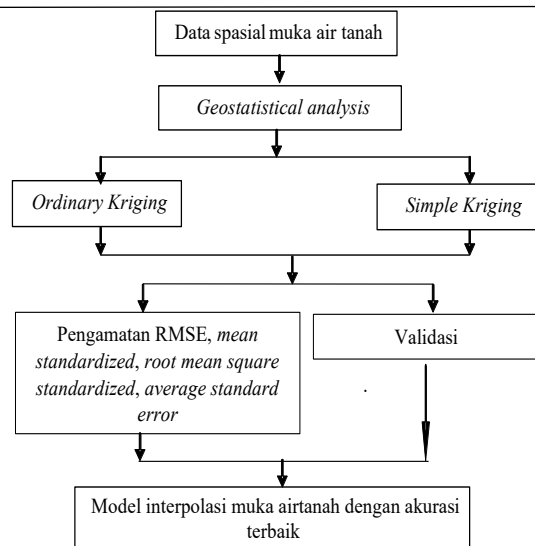 Data spasial muka air tanah
Geostatistical analysis
Ordinary Kriging
Simple Kriging
Pengamatan RMSE, mean
standardized, root mean square
standardized, average standard
error
Validasi
Model interpolasi muka airtanah dengan akurasi
terbaik